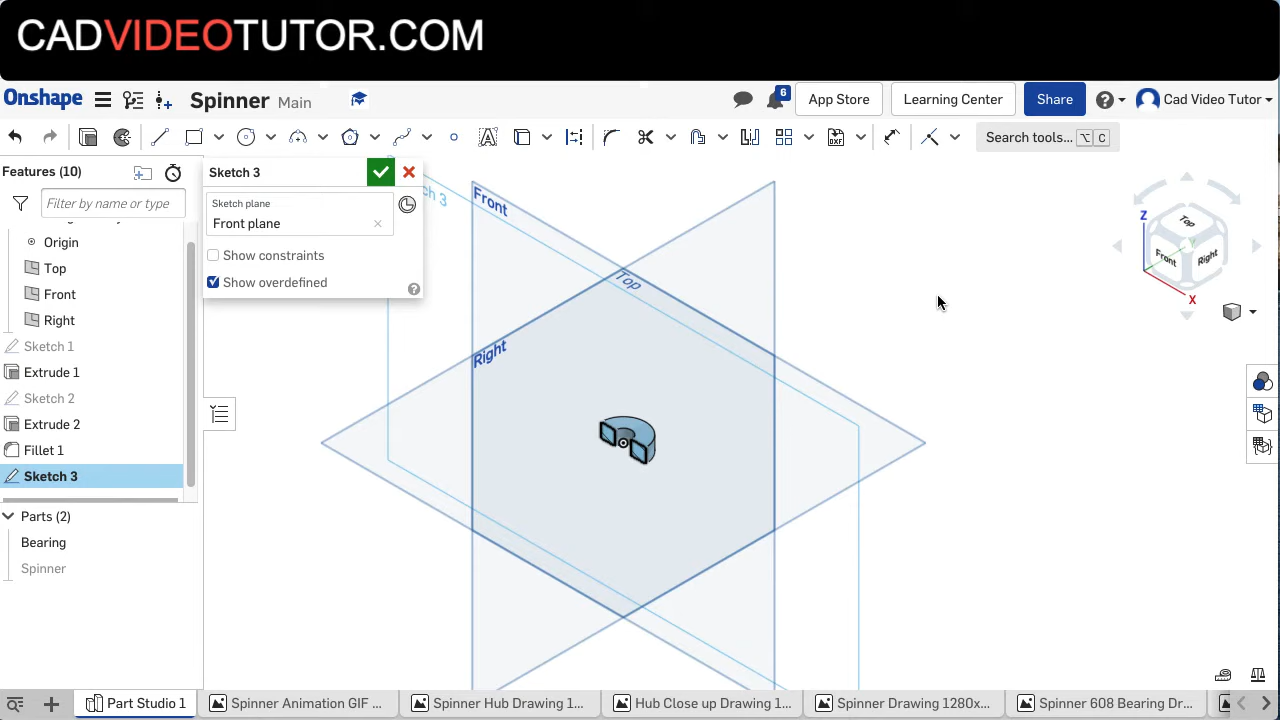 CADVIDEOTUTOR.COM
Onshape
Spinner Main
6
App Store
Learning Center
Share
Cad Video Tutor
Search tools... ⌥ C
Features (10)
Filter by name or type
Origin
Top
Front
Right
Sketch 1
Extrude 1
Sketch 2
Extrude 2
Fillet 1
Sketch 3
Parts (2)
Bearing
Spinner
Sketch 3
Sketch plane
Front plane
Show constraints
Show overdefined
ch 3
Front
Top
Right
Z
Top
Y
Front
Right
X
DXF
Part Studio 1
Spinner Animation GIF ...
Spinner Hub Drawing 1...
Hub Close up Drawing 1...
Spinner Drawing 1280x...
Spinner 608 Bearing Dr...